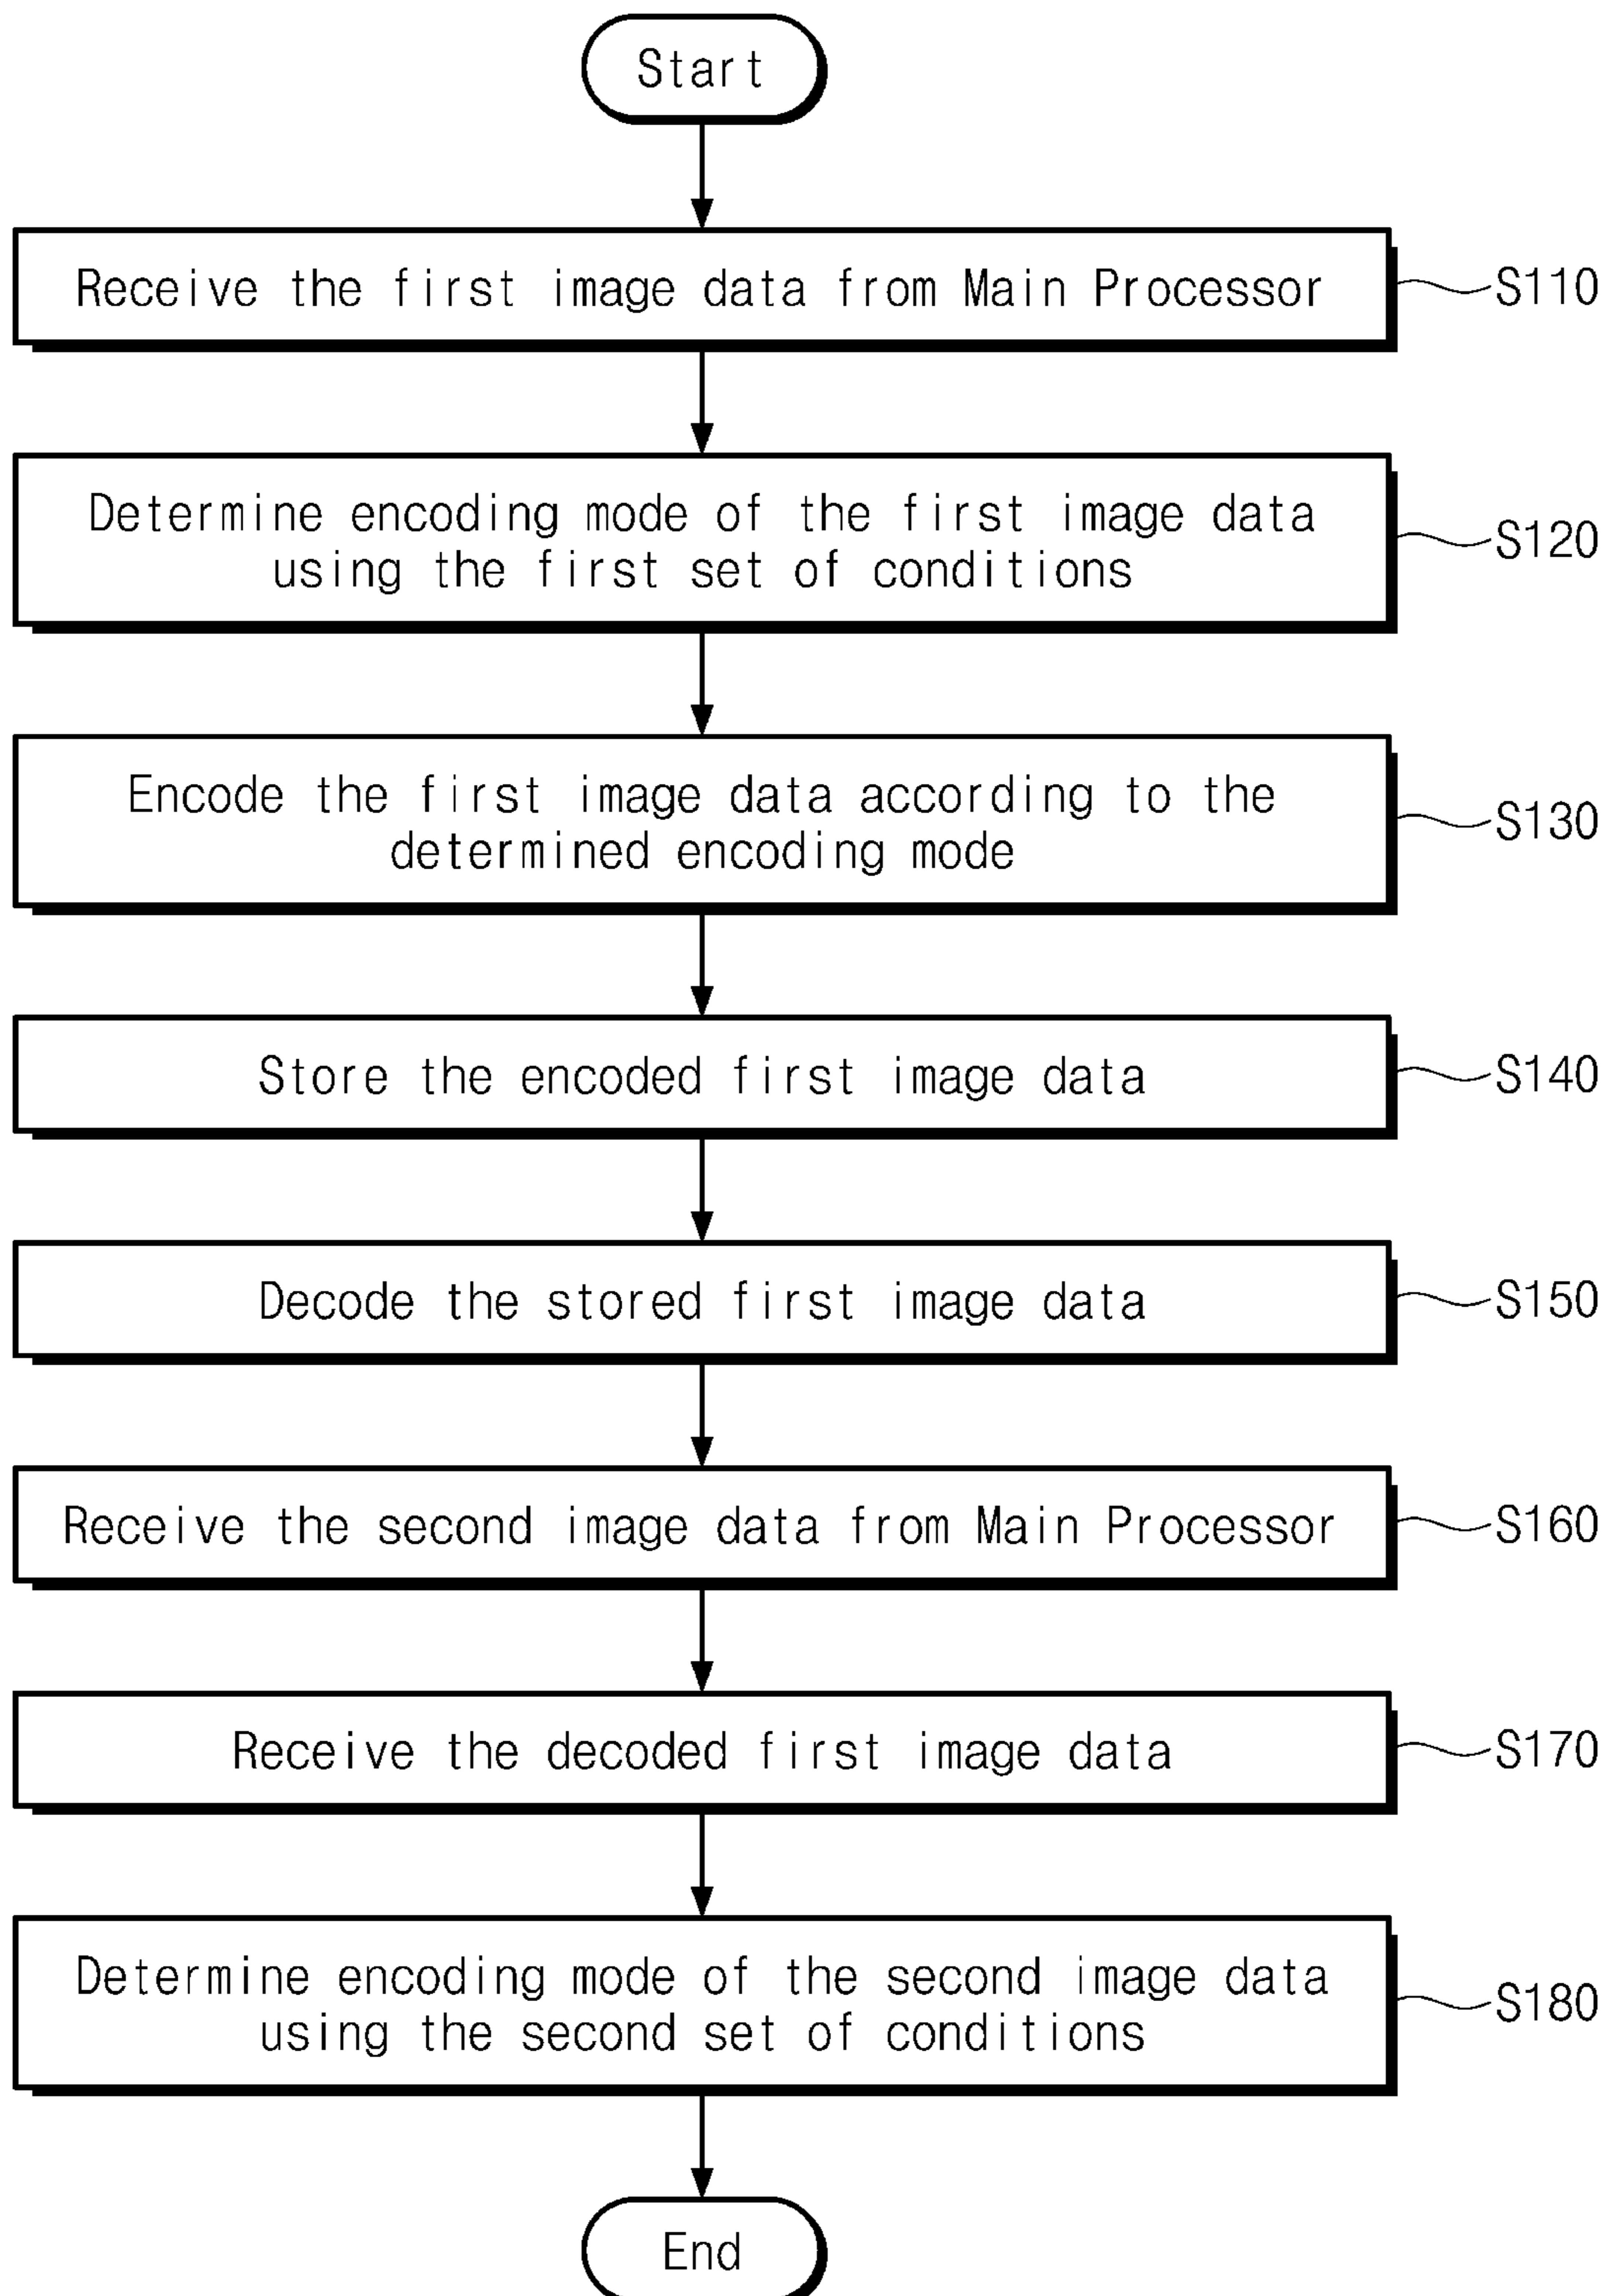 Start
Receive the first image data from Main Processor
S110
Determine encoding mode of the first image data
using the first set of conditions
S120
Encode the first image data according to the
determined encoding mode
S130
Store the encoded first image data
S140
Decode the stored first image data
S150
Receive the second image data from Main Processor
S160
Receive the decoded first image data
S170
Determine encoding mode of the second image data
using the second set of conditions
S180
End